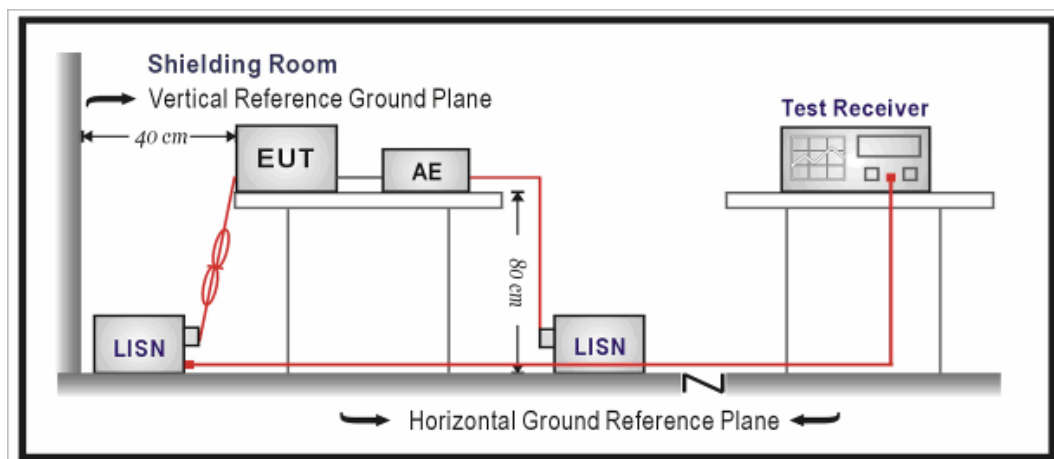 Shielding Room
Vertical Reference Ground Plane
40 cm
EUT
AE
Test Receiver
80 cm
LISN
LISN
Horizontal Ground Reference Plane